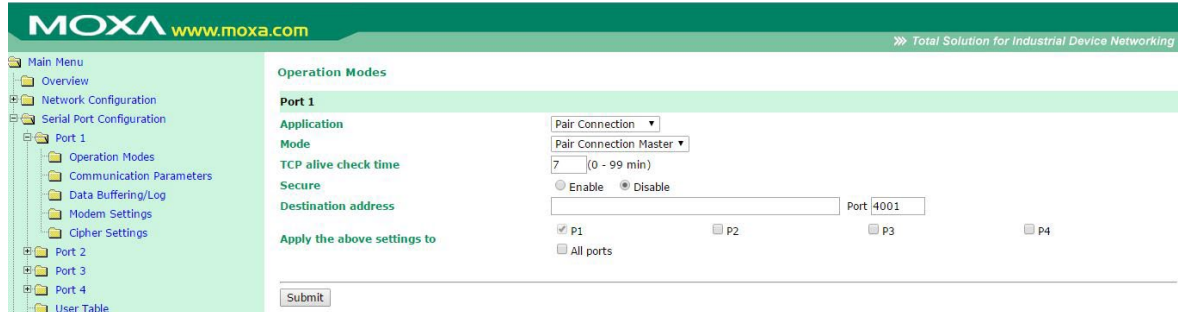 MOXA www.moxa.com
Total Solution for Industrial Device Networking
Main Menu
Overview
Network Configuration
Serial Port Configuration
Port 1
Operation Modes
Communication Parameters
Data Buffering/Log
Modem Settings
Cipher Settings
Port 2
Port 3
Port 4
User Table
Operation Modes
Port 1
Application Pair Connection
Mode Pair Connection Master
TCP alive check time 7 (0 - 99 min)
Secure Enable Disable
Destination address Port 4001
Apply the above settings to P1 P2 P3 P4
All ports
Submit